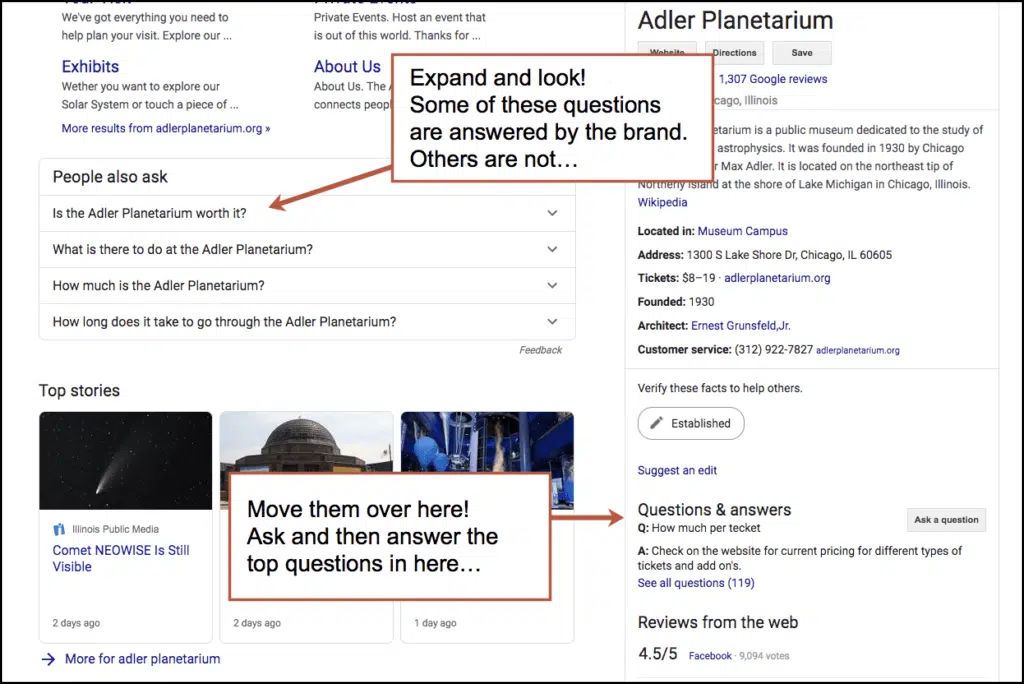 We've got everything you need to
help plan your visit. Explore our ...
Private Events. Host an event that
is out of this world. Thanks for ...
Exhibits
Wether you want to explore our
Solar System or touch a piece of ...
About Us
About Us. The
connects
More results from adlerplanetarium.org »
Expand and look!
Some of these questions
are answered by the brand.
Others are not...
People also ask
Is the Adler Planetarium worth it?
What is there to do at the Adler Planetarium?
How much is the Adler Planetarium?
How long does it take to go through the Adler Planetarium?
Feedback
Top stories
Illinois Public Media
Comet NEOWISE Is Still
Visible
2 days ago
2 days ago
1 day ago
More for adler planetarium
Move them over here!
Ask and then answer the
top questions in here...
Adler Planetarium
Website Directions Save
1,307 Google reviews
Illinois
is a public museum dedicated to the study of
astrophysics. It was founded in 1930 by Chicago
Max Adler. It is located on the northeast tip of
Northerly Island at the shore of Lake Michigan in Chicago, Illinois.
Wikipedia
Located in: Museum Campus
Address: 1300 S Lake Shore Dr, Chicago, IL 60605
Tickets: $8–19 · adlerplanetarium.org
Founded: 1930
Architect: Ernest Grunsfeld,Jr.
Customer service: (312) 922-7827 adlerplanetarium.org
Verify these facts to help others.
Established
Suggest an edit
Questions & answers
Ask a question
Q: How much per tecket
A: Check on the website for current pricing for different types of
tickets and add on's.
See all questions (119)
Reviews from the web
4.5/5 Facebook · 9,094 votes